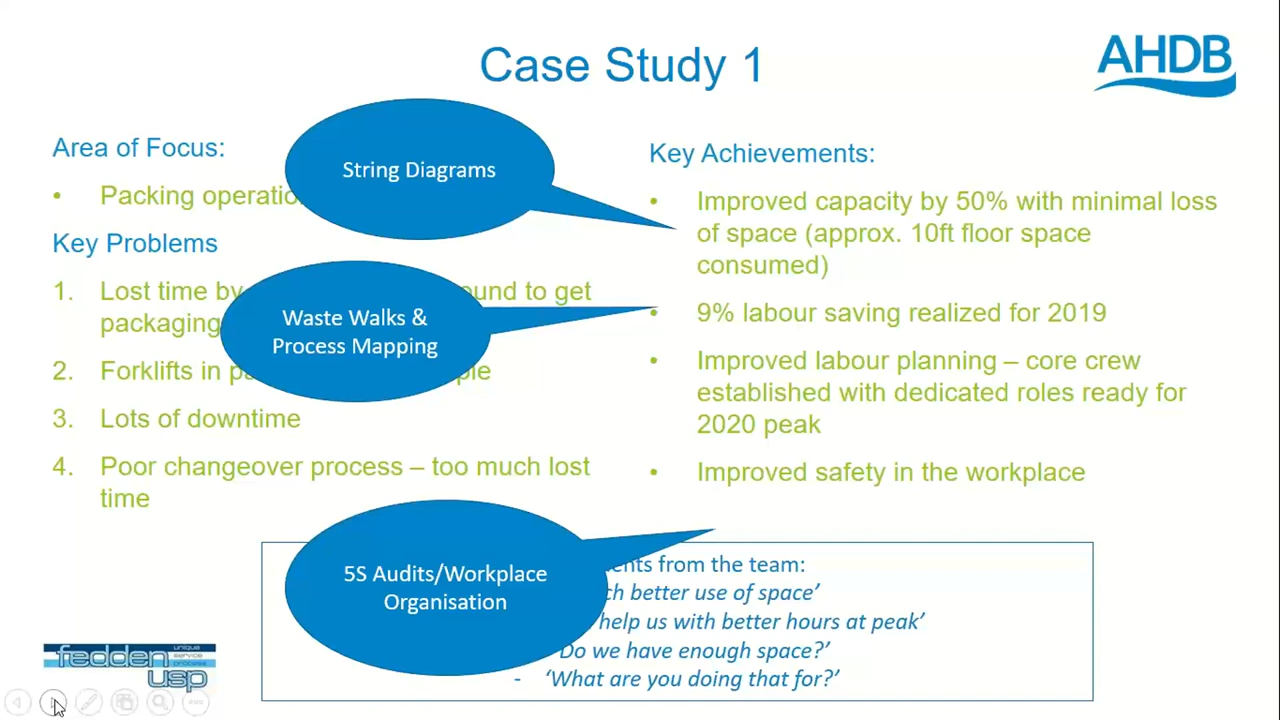 Case Study 1
AHDB
Area of Focus:
• Packing
String Diagrams
Key Problems
1. Lost time by
to get
packaging
Waste Walks &
Process Mapping
2. Forklifts in
3. Lots of downtime
4. Poor changeover process – too much lost
time
Key Achievements:
• Improved capacity by 50% with minimal loss
of space (approx. 10ft floor space
consumed)
• 9% labour saving realized for 2019
• Improved labour planning – core crew
established with dedicated roles ready for
2020 peak
• Improved safety in the workplace
5S Audits/Workplace
Organisation
from the team:
better use of space’
help us with better hours at peak’
Do we have enough space?’
- ‘What are you doing that for?’
fedden
unique
service
process
usp